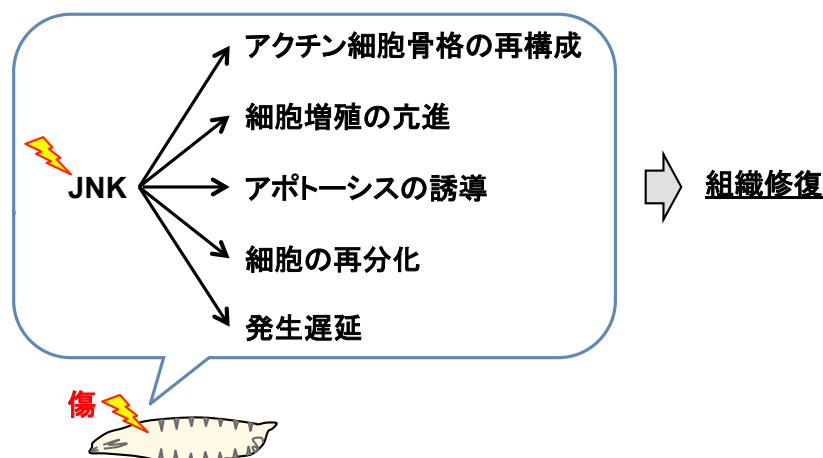 アクチン細胞骨格の再構成
細胞増殖の亢進
JNK
アポトーシスの誘導
組織修復
細胞の再分化
発生遅延
傷